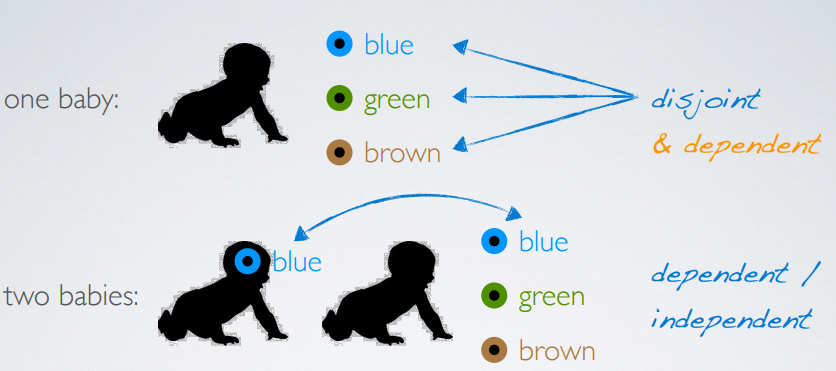 blue
one baby:
green
disjoint
brown
& dependent
blue
blue
dependent /
two babies:
green
independent
brown